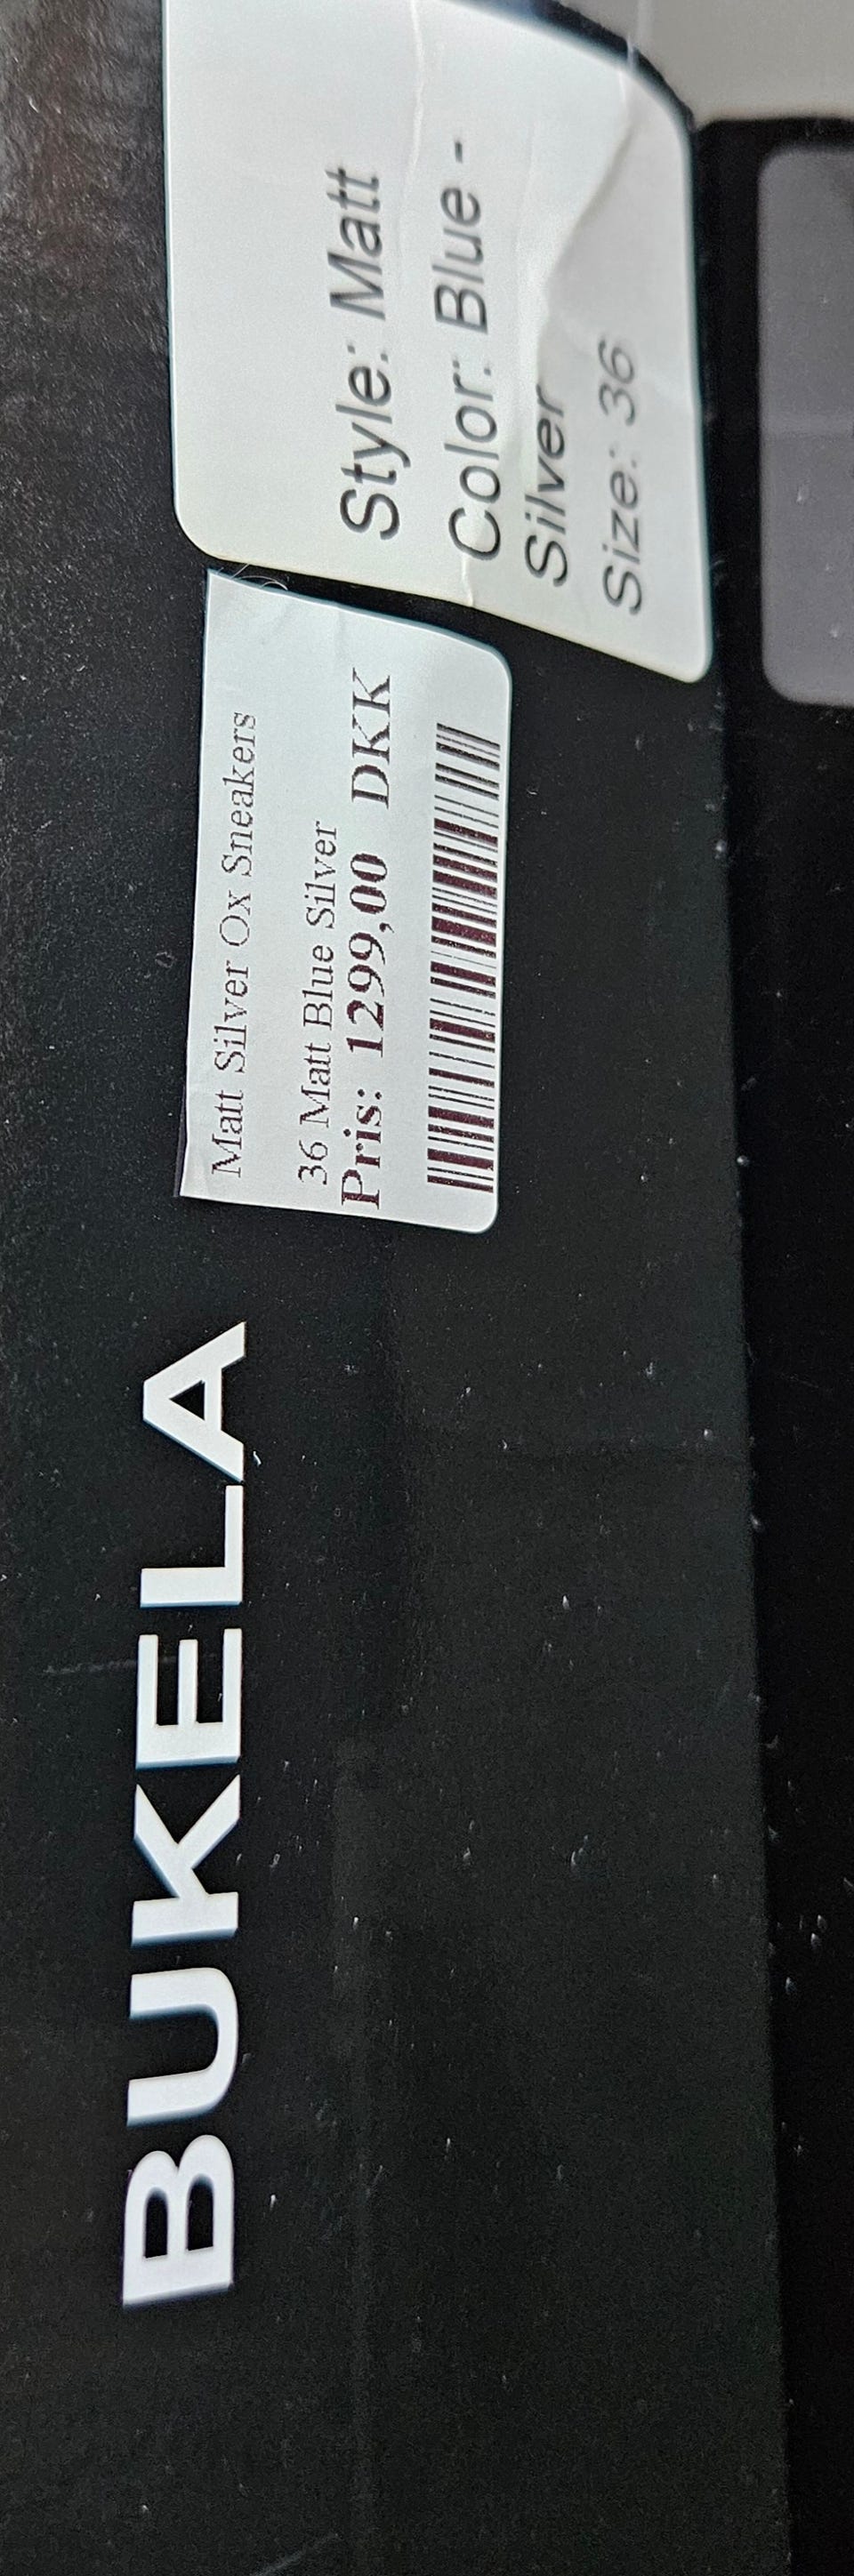 BUKELA
Matt Silver Ox Sneakers
36 Matt Blue Silver
Pris: 1299,00 DKK
Style: Matt
Color: Blue -
Silver
Size: 36